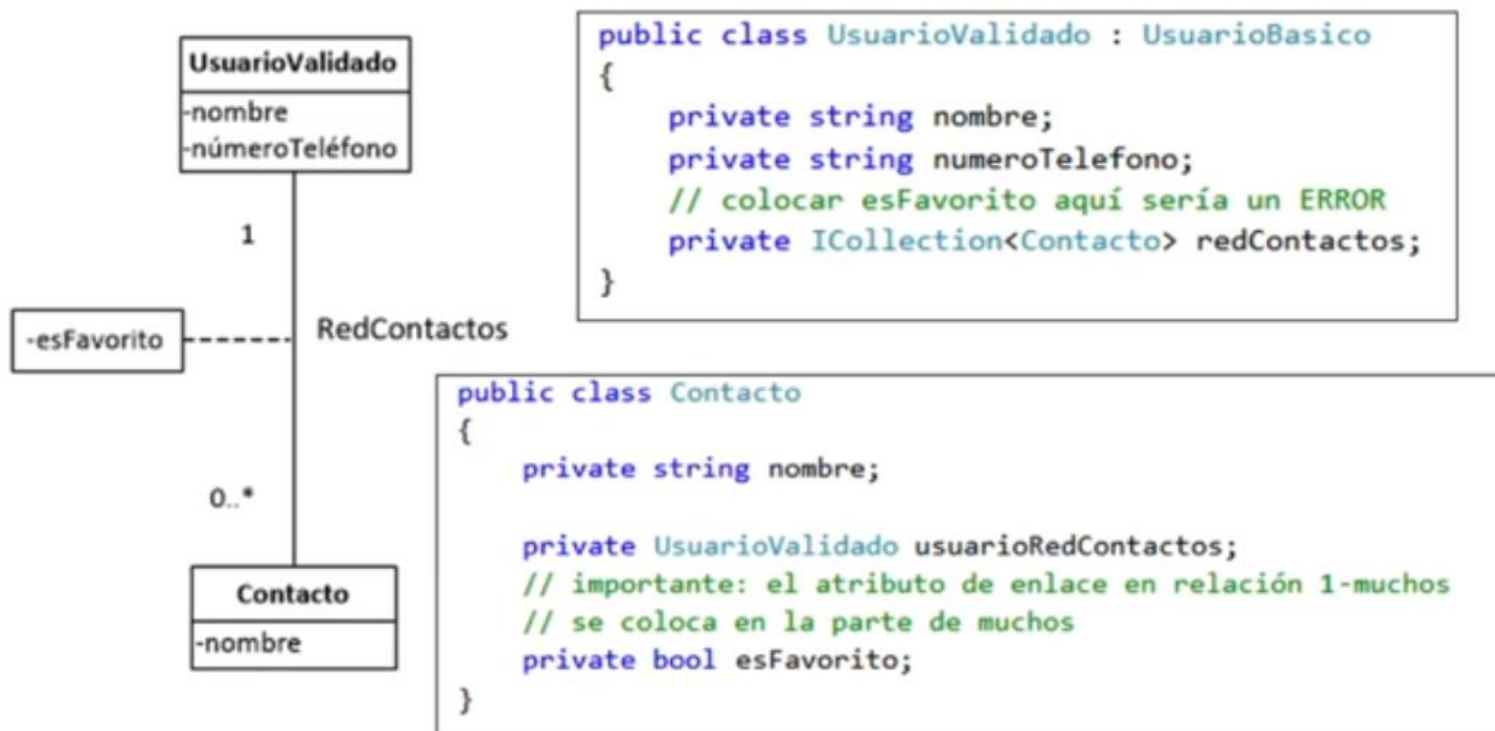 UsuarioValidado
-nombre
-númeroTeléfono
1
-esFavorito
RedContactos
0..*
Contacto
-nombre
public class UsuarioValidado : UsuarioBasico
{
private string nombre;
private string numeroTelefono;
// colocar esFavorito aquí sería un ERROR
private ICollection<Contacto> redContactos;
}
public class Contacto
{
private string nombre;
private UsuarioValidado usuarioRedContactos;
// importante: el atributo de enlace en relación 1-muchos
// se coloca en la parte de muchos
private bool esFavorito;
}